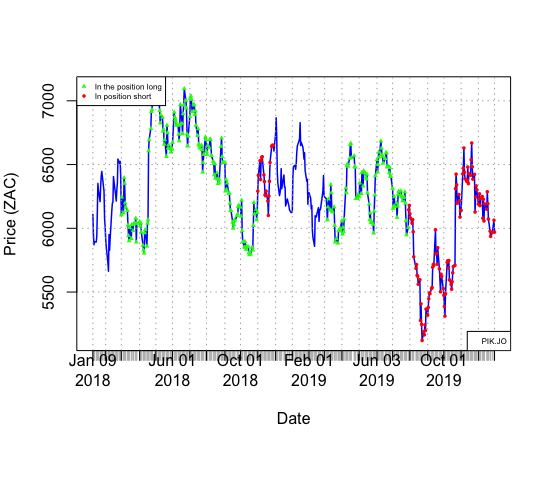 In the position long
In position short
Price (ZAC)
7000
6500
6000
5500
PIK.JO
Jan 09 Jun 01 Oct 01 Feb 01 Jun 03 Oct 01
2018 2018 2018 2019 2019 2019
Date